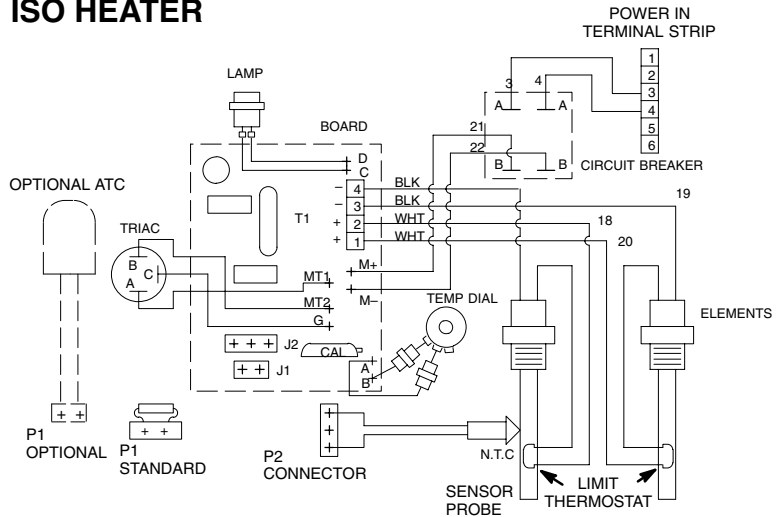 ISO HEATER
POWER IN
TERMINAL STRIP
1
2
3
4
5
6
3
4
A
A
21
22
B
B
CIRCUIT BREAKER
LAMP
BOARD
D
C
− 4
− 3
+ 2
+ 1
BLK
BLK
WHT
WHT
19
18
20
T1
OPTIONAL ATC
TRIAC
B
C
A
M+
MT1
M−
MT2
G
TEMP DIAL
ELEMENTS
+ + + J2
CAL
+ + J1
A
B
+ +
P1
OPTIONAL
+ +
P1
STANDARD
+
+
+
P2
CONNECTOR
N.T.C
SENSOR
PROBE
LIMIT
THERMOSTAT